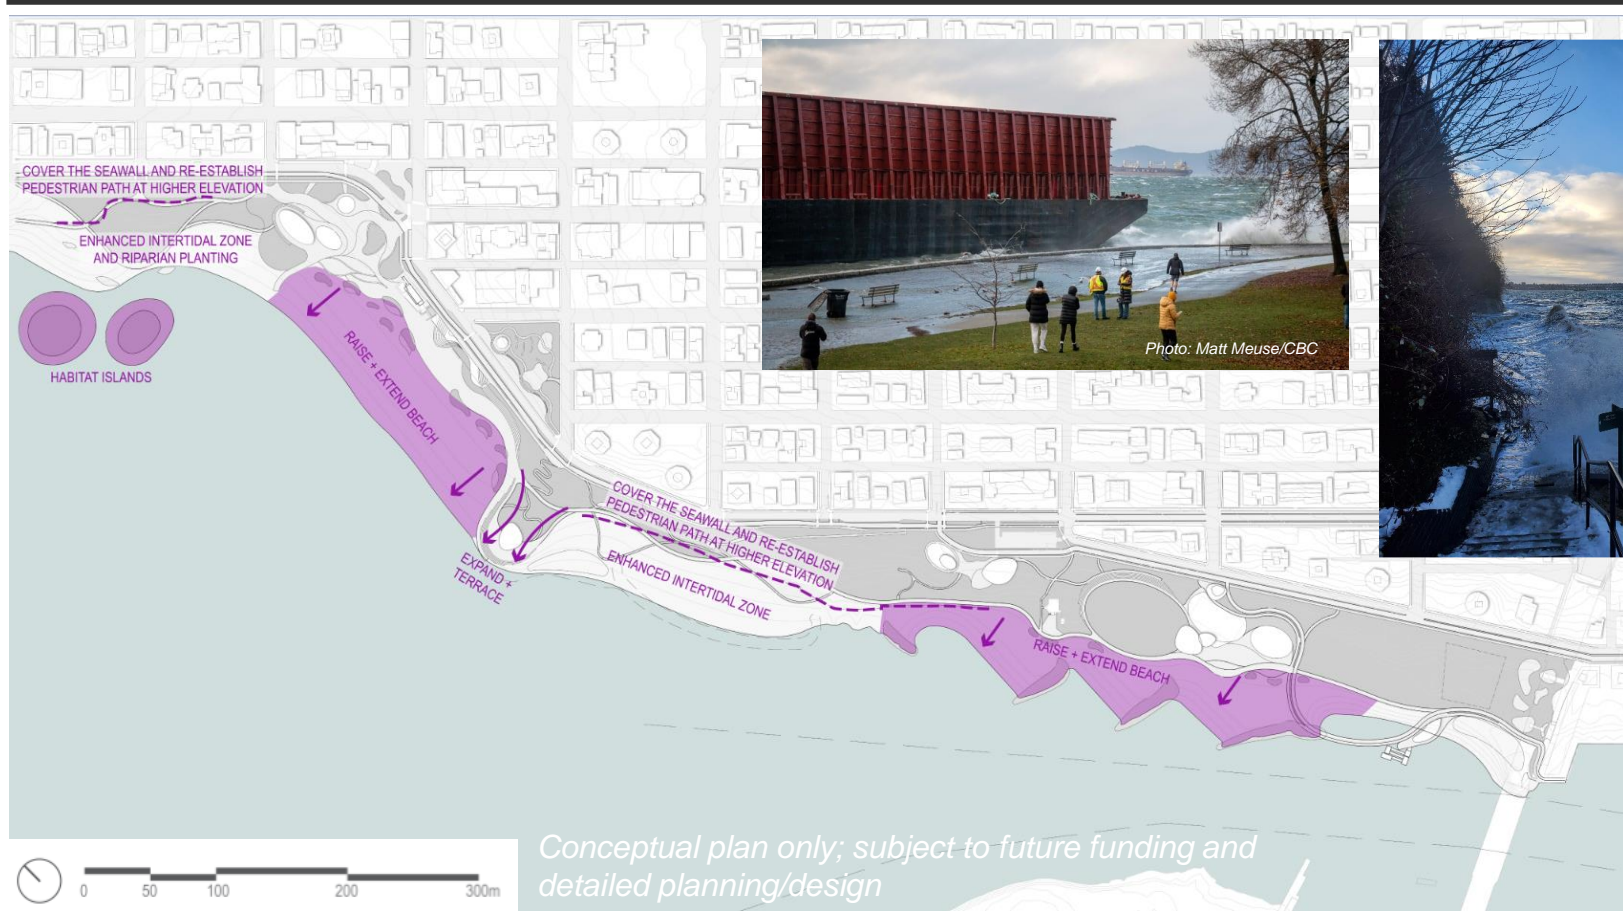 COVER THE SEAWALL AND RE-ESTABLISH
PEDESTRIAN PATH AT HIGHER ELEVATION
ENHANCED INTERTIDAL ZONE
AND RIPARIAN PLANTING
HABITAT ISLANDS
RAISE + EXTEND BEACH
Photo: Matt Meuse/CBC
COVER THE SEAWALL AND RE-ESTABLISH
PEDESTRIAN PATH AT HIGHER ELEVATION
EXPAND +
TERRACE
ENHANCED INTERTIDAL ZONE
RAISE + EXTEND BEACH
Conceptual plan only; subject to future funding and
detailed planning/design
0 50 100 200 300m